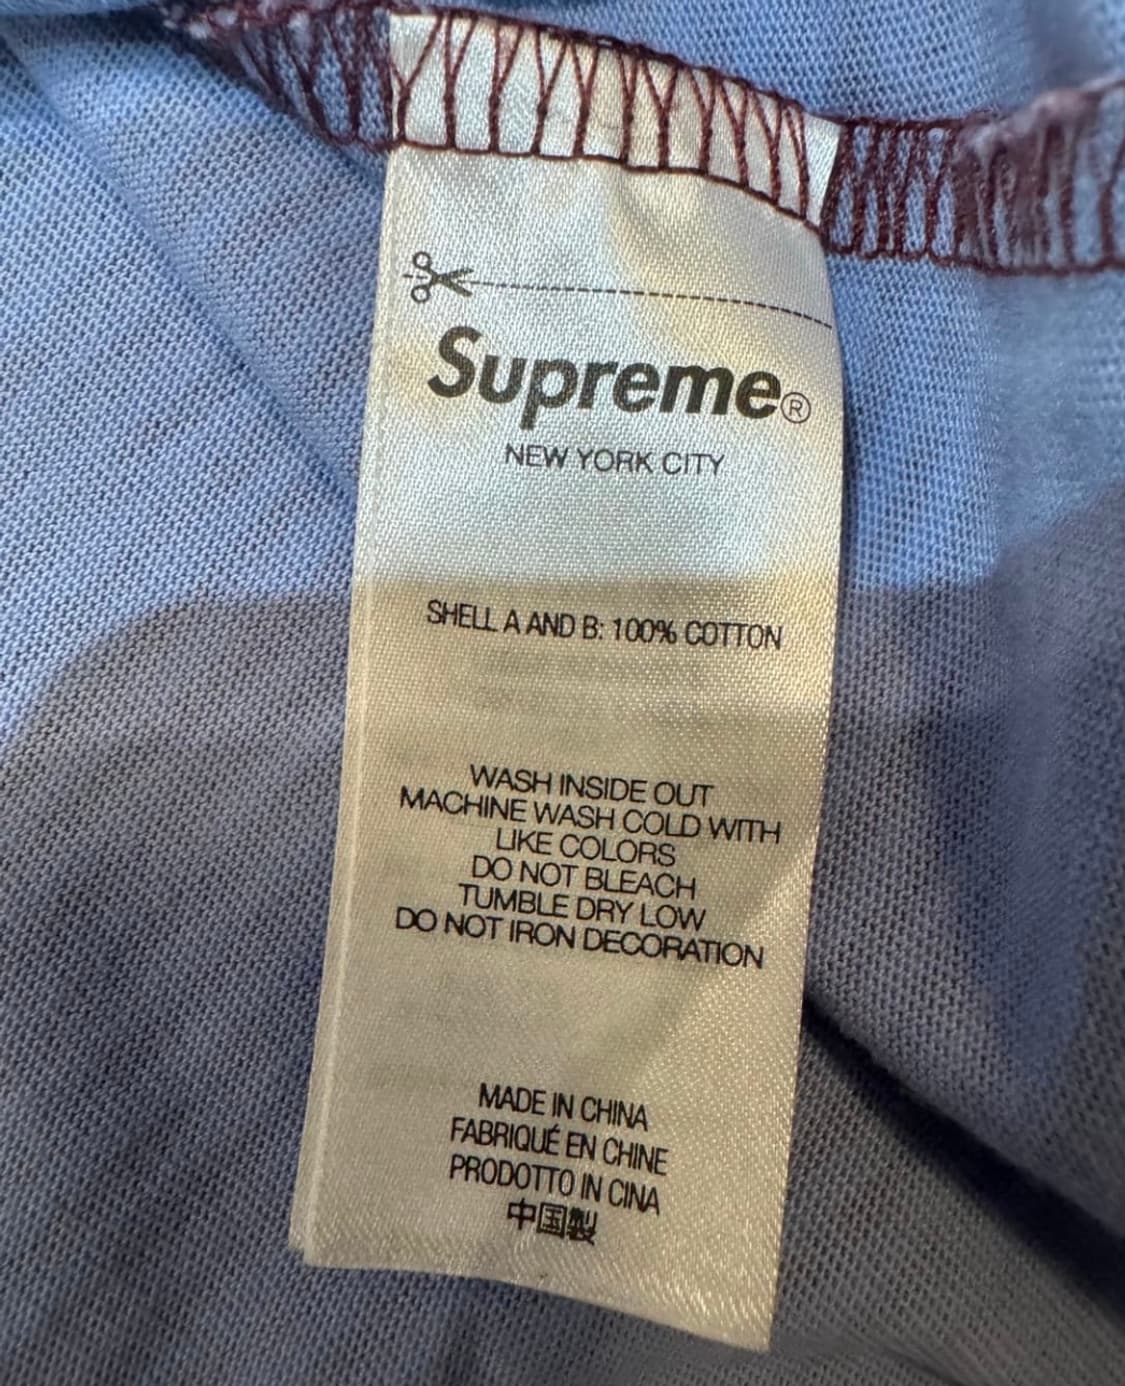 Supreme®
NEW YORK CITY
SHELL A AND B: 100% COTTON
WASH INSIDE OUT
MACHINE WASH COLD WITH
LIKE COLORS
DO NOT BLEACH
TUMBLE DRY LOW
DO NOT IRON DECORATION
MADE IN CHINA
FABRIQUÉ EN CHINE
PRODOTTO IN CINA
中国製